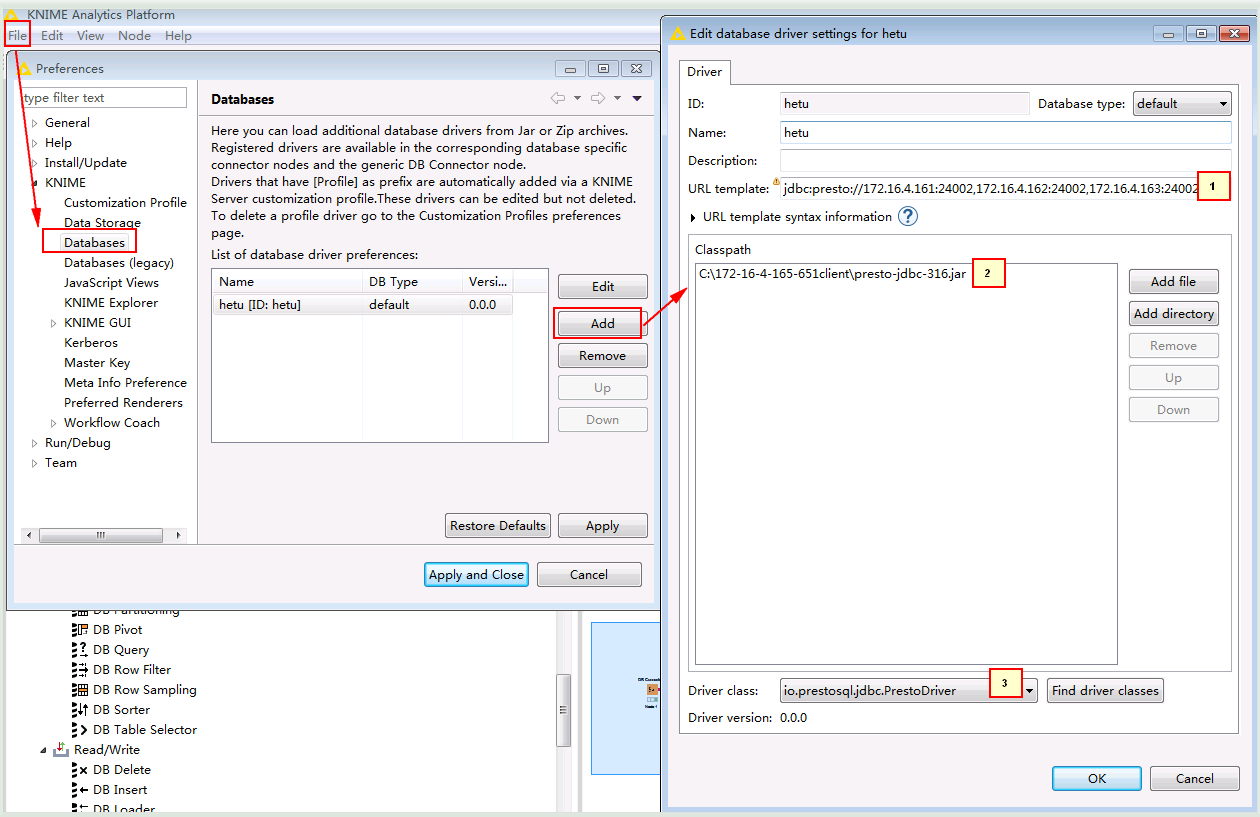 KNIME Analytics Platform
File Edit View Node Help
Preferences
type filter text
General
Help
Install/Update
KNIME
Customization Profile
Data Storage
Databases
Databases (legacy)
JavaScript Views
KNIME Explorer
KNIME GUI
Kerberos
Master Key
Meta Info Preference
Preferred Renderers
Workflow Coach
Run/Debug
Team
Databases
Here you can load additional database drivers from Jar or Zip archives.
Registered drivers are available in the corresponding database specific
connector nodes and the generic DB Connector node.
Drivers that have [Profile] as prefix are automatically added via a KNIME
Server customization profile.These drivers can be edited but not deleted.
To delete a profile driver go to the Customization Profiles preferences
page.
List of database driver preferences:
Name DB Type Versi...
hetu [ID: hetu] default 0.0.0
Edit
Add
Remove
Up
Down
Restore Defaults Apply
Apply and Close Cancel
DB Partitioning
DB Pivot
DB Query
DB Row Filter
DB Row Sampling
DB Sorter
DB Table Selector
Read/Write
DB Delete
DB Insert
DB Loader
Edit database driver settings for hetu
Driver
ID: hetu Database type: default
Name: hetu
Description:
URL template: jdbc:presto://172.16.4.161:24002,172.16.4.162:24002,172.16.4.163:24002 1
URL template syntax information ?
Classpath
C:\172-16-4-165-651client\presto-jdbc-316.jar 2
Add file
Add directory
Remove
Up
Down
Driver class: io.prestosql.jdbc.PrestoDriver 3 Find driver classes
Driver version: 0.0.0
OK Cancel